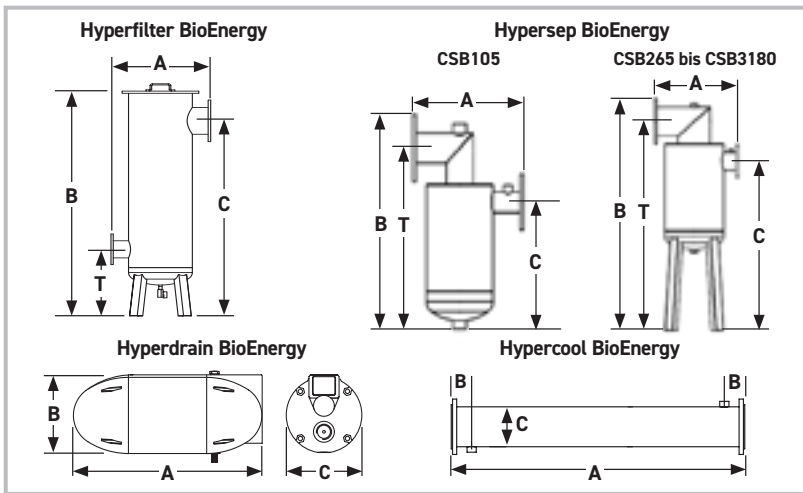 Hyperfilter BioEnergy
A
B
C
T
Hypersep BioEnergy
CSB105
A
B
T
C
CSB265 bis CSB3180
A
B
T
C
Hyperdrain BioEnergy
B
A
C
Hypercool BioEnergy
B
B
C
A